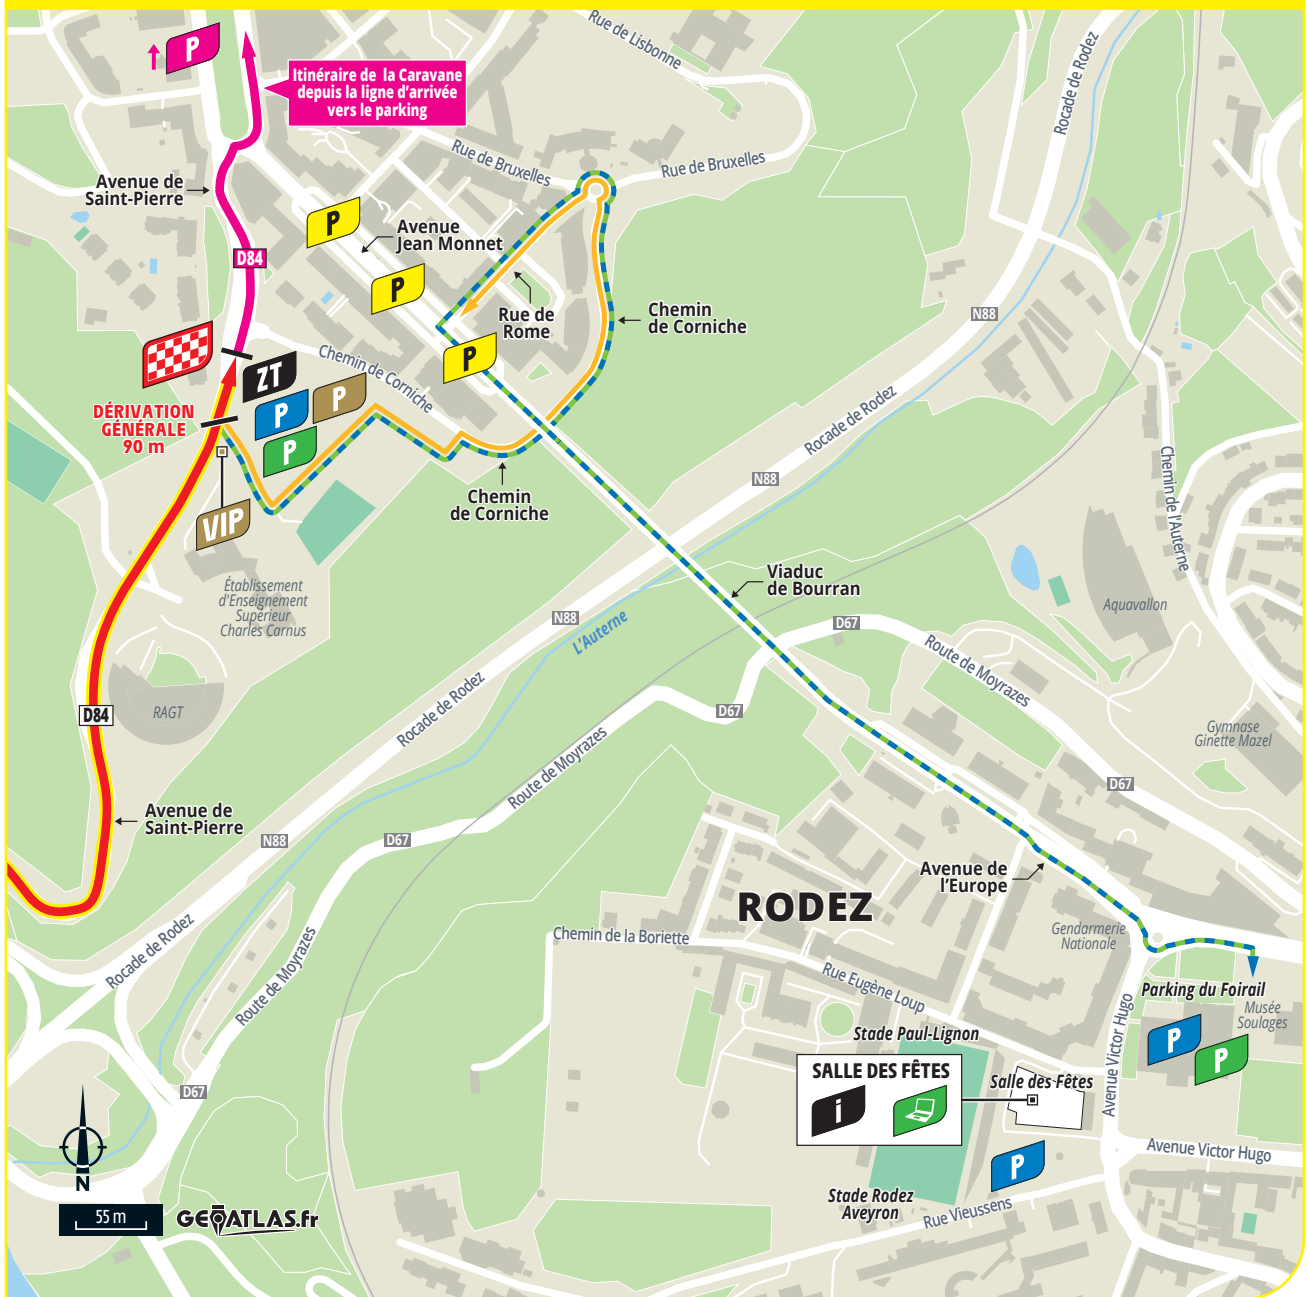 Rue de Lisbonne
Rocade de Rodez
P
Itinéraire de la Caravane
depuis la ligne d'arrivée
vers le parking
Rue de Bruxelles
Rue de Bruxelles
Avenue de
Saint-Pierre
P
Avenue
Jean Monnet
D84
P
Rue de
Rome
Chemin
de Corniche
N88
P
Chemin de Corniche
ZT
P
P
DÉRIVATION
GÉNÉRALE
90 m
P
Rocade de Rodez
N88
Chemin de l'Auterne
Chemin
de Corniche
VIP
Établissement
d'Enseignement
Supérieur
Charles Carnus
Viaduc
de Bourran
Aquavallon
N88
L'Auterne
D67
Route de Moyrazes
RAGT
D84
Rocade de Rodez
D67
Gymnase
Ginette Mazel
Route de Moyrazes
D67
Avenue de
Saint-Pierre
N88
D67
Avenue de
l'Europe
RODEZ
Rocade de Rodez
Route de Moyrazes
Chemin de la Boriette
Gendarmerie
Nationale
Rue Eugène Loup
Parking du Foirail
Musée
Soulages
Avenue Victor Hugo
P
P
Stade Paul-Lignon
SALLE DES FÊTES
i
Salle des Fêtes
D67
Avenue Victor Hugo
P
Stade Rodez
Aveyron
Rue Vieussens
N
55 m
GEOATLAS.fr